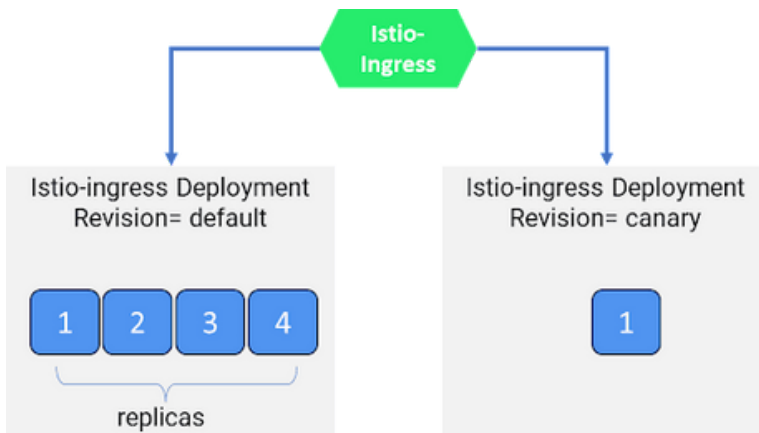 Istio-
Ingress
Istio-ingress Deployment
Revision= default
1 2 3 4
replicas
Istio-ingress Deployment
Revision= canary
1